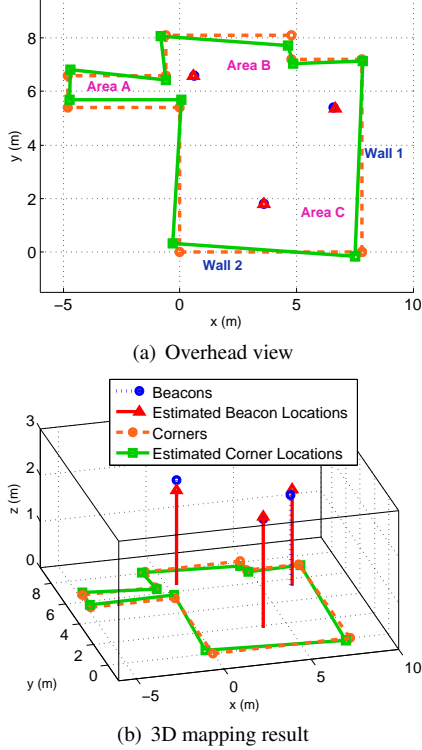 8
6
4
2
0
y (m)
Area A
Area B
Area C
Wall 1
Wall 2
−5
0
5
10
x (m)
(a) Overhead view
Beacons
Estimated Beacon Locations
Corners
Estimated Corner Locations
3
2
1
0
z (m)
8
6
4
2
0
y (m)
−5
0
5
10
x (m)
(b) 3D mapping result